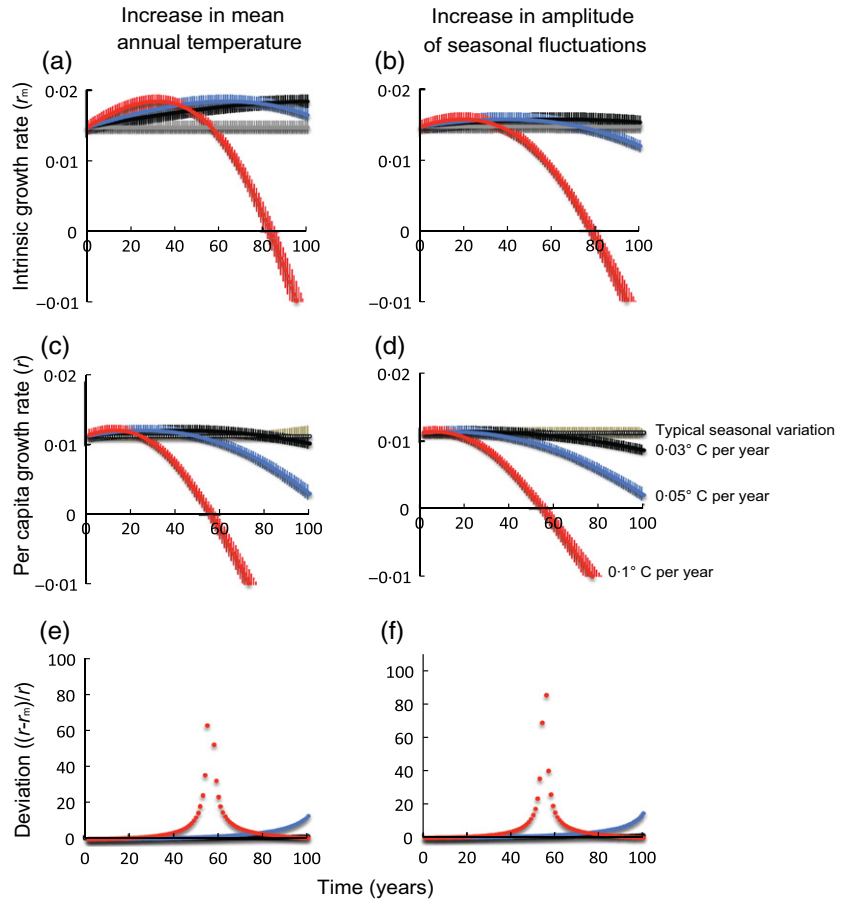 Increase in mean
annual temperature
Increase in amplitude
of seasonal fluctuations
(a)
(b)
Intrinsic growth rate (rₘ)
0·02
0·01
0
−0·01
0 20 40 60 80 100
0·02
0·01
0
−0·01
0 20 40 60 80 100
(c)
(d)
Per capita growth rate (r)
0·02
0·01
0
−0·01
0 20 40 60 80 100
0·02
0·01
0
−0·01
0 20 40 60 80 100
Typical seasonal variation
0·03° C per year
0·05° C per year
0·1° C per year
(e)
(f)
Deviation ((r-rₘ)/r)
100
80
60
40
20
0
0 20 40 60 80 100
100
80
60
40
20
0
0 20 40 60 80 100
Time (years)